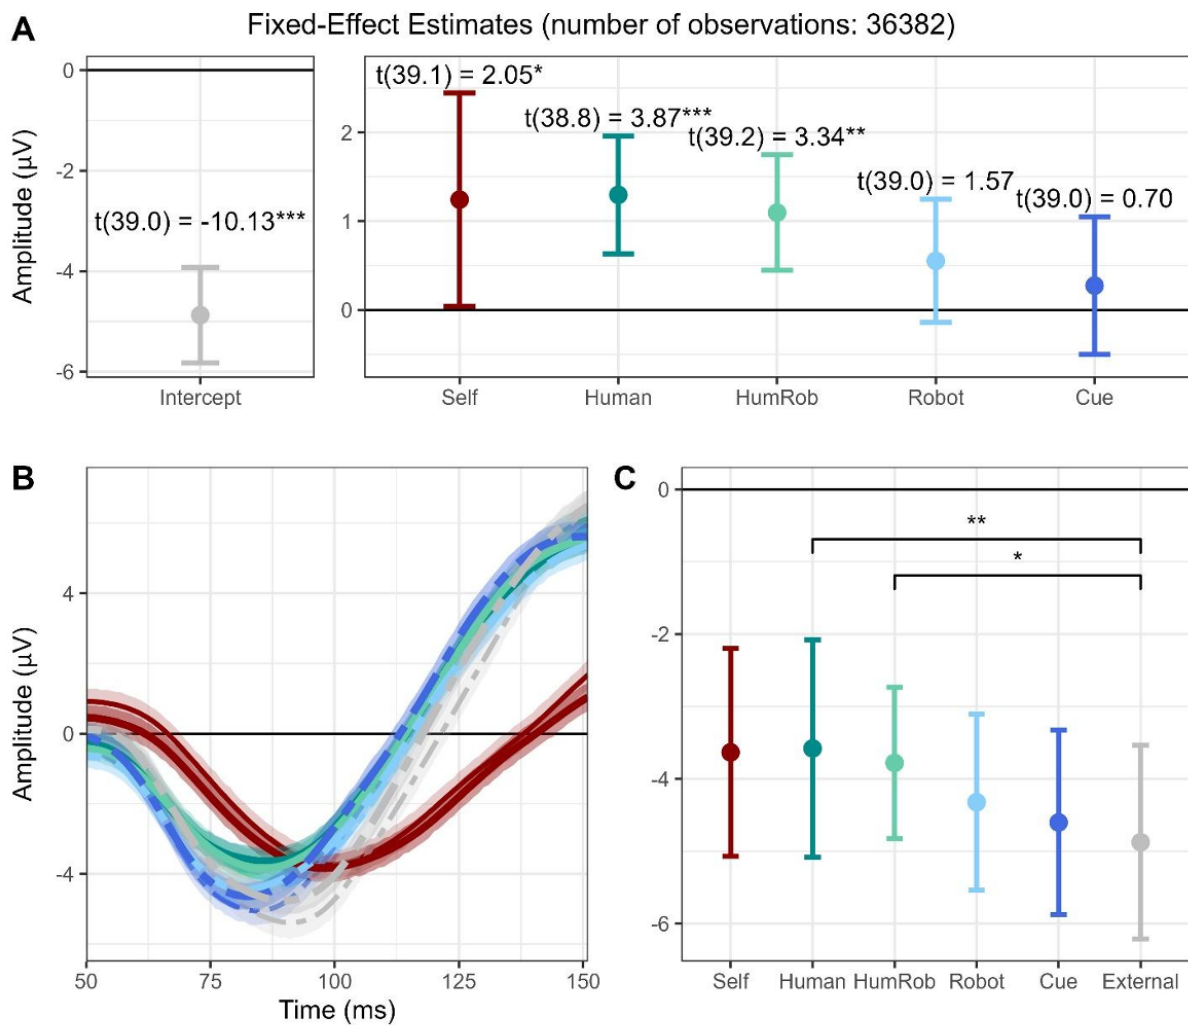 A
Fixed-Effect Estimates (number of observations: 36382)
Amplitude (µV)
0
-2
-4
-6
t(39.0) = -10.13***
Intercept
2
1
0
t(39.1) = 2.05*
t(38.8) = 3.87***
t(39.2) = 3.34**
t(39.0) = 1.57
t(39.0) = 0.70
Self Human HumRob Robot Cue
B
Amplitude (µV)
4
0
-4
50 75 100 125 150
Time (ms)
C
0
-2
-4
-6
**
*
Self Human HumRob Robot Cue External